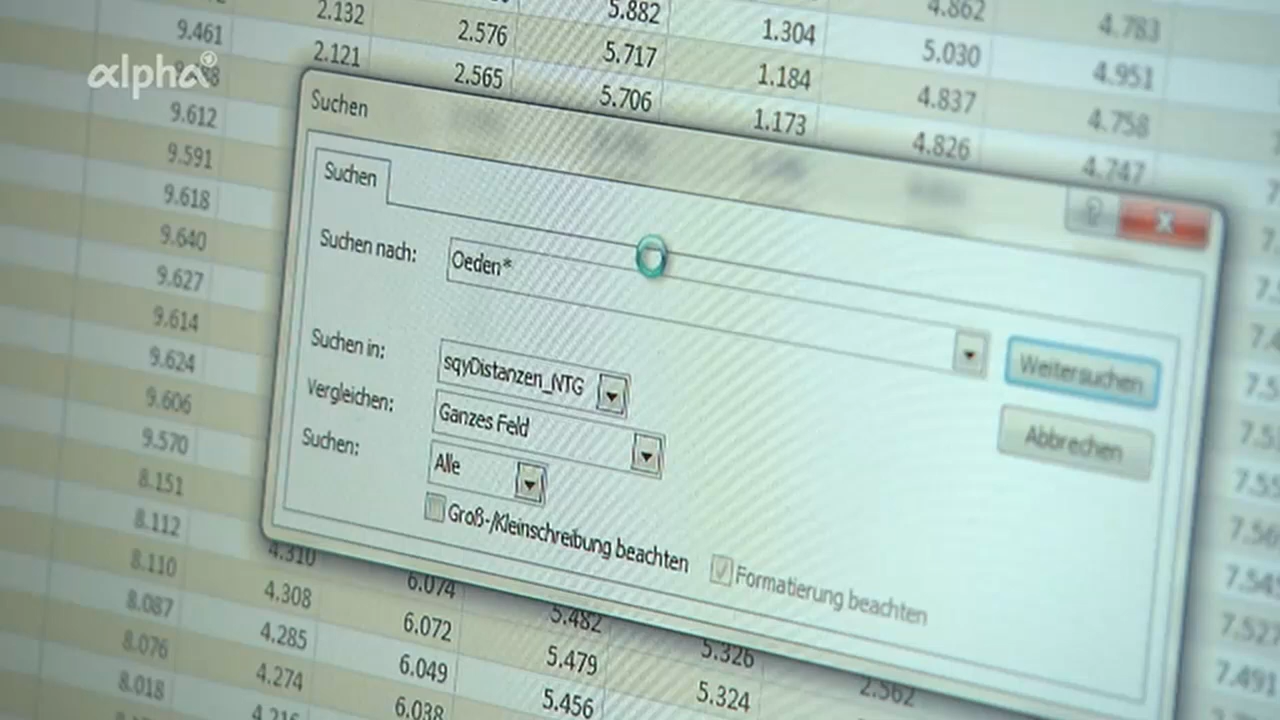 2.132 5.882 4.862 4.783
9.461 2.576 1.304
2.121 5.717 5.030
alpha 2.565 1.184 4.951
5.706 4.837
9.612 1.173 4.758
9.591 4.826
9.618 4.747
9.640
9.627
9.614
9.624
9.606
9.570
8.151
8.112
8.110
8.087
8.076
8.018
Suchen
Suchen
Suchen nach: Oeden*
Suchen in: sqyDistanzen_NTG
Vergleichen: Ganzes Feld
Suchen: Alle
Groß-/Kleinschreibung beachten
Formatierung beachten
Weitersuchen
Abbrechen
4.310 6.074 5.482 5.326 2.562
4.308 6.072 5.479 5.324
4.285 6.049 5.456
4.274 6.038
7.527
7.491